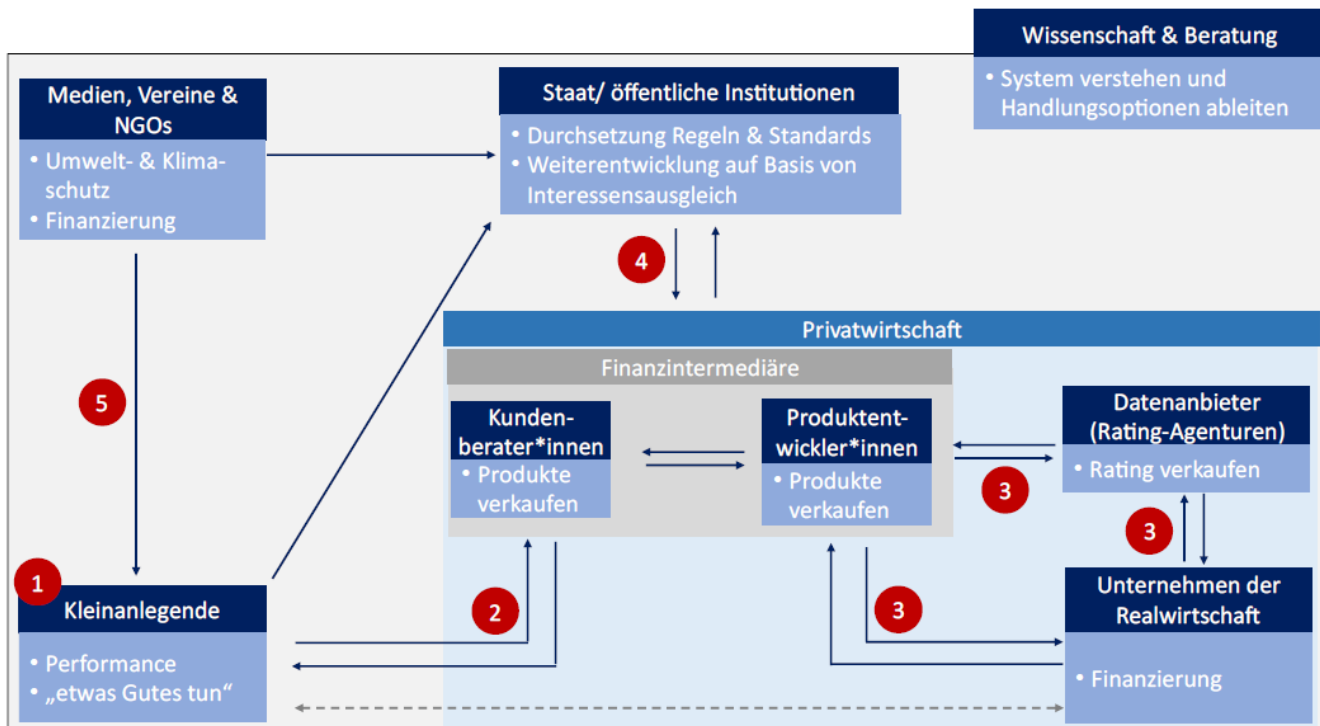 Wissenschaft & Beratung
• System verstehen und
Handlungsoptionen ableiten
Medien, Vereine &
NGOs
• Umwelt- & Klima-
schutz
• Finanzierung
Staat/ öffentliche Institutionen
• Durchsetzung Regeln & Standards
• Weiterentwicklung auf Basis von
Interessensausgleich
4
5
Privatwirtschaft
Finanzintermediäre
Kunden-
berater*innen
• Produkte
verkaufen
Produktent-
wickler*innen
• Produkte
verkaufen
3
Datenanbieter
(Rating-Agenturen)
• Rating verkaufen
3
1
Kleinanlegende
• Performance
• „etwas Gutes tun“
2
3
Unternehmen der
Realwirtschaft
• Finanzierung